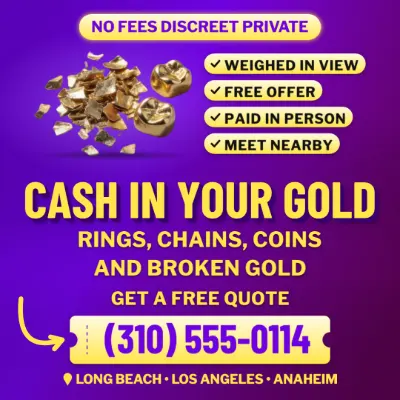 NO FEES DISCREET PRIVATE
✓ WEIGHED IN VIEW
✓ FREE OFFER
✓ PAID IN PERSON
✓ MEET NEARBY
CASH IN YOUR GOLD
RINGS, CHAINS, COINS
AND BROKEN GOLD
GET A FREE QUOTE
(310) 555-0114
LONG BEACH • LOS ANGELES • ANAHEIM